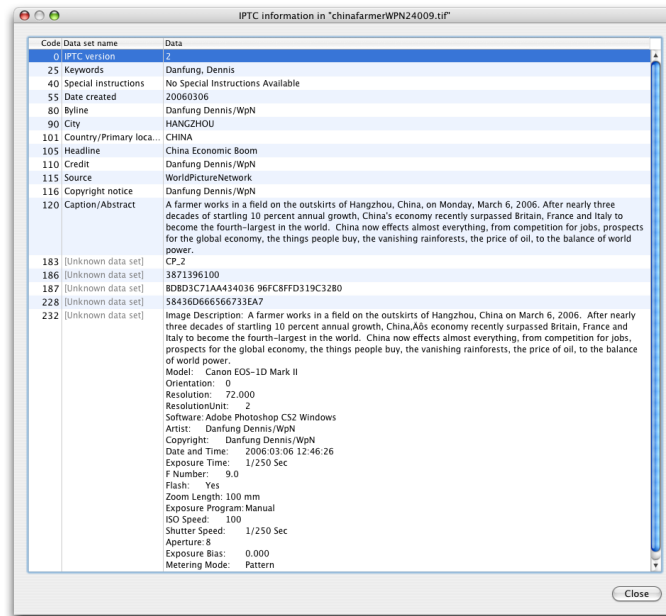 IPTC information in "chinafarmerWPN24009.tif"
Code Data set name Data
0 IPTC version 2
25 Keywords Danfung, Dennis
40 Special instructions No Special Instructions Available
55 Date created 20060306
80 Byline Danfung Dennis/WpN
90 City HANGZHOU
101 Country/Primary loca... CHINA
105 Headline China Economic Boom
110 Credit Danfung Dennis/WpN
115 Source WorldPictureNetwork
116 Copyright notice Danfung Dennis/WpN
120 Caption/Abstract A farmer works in a field on the outskirts of Hangzhou, China, on Monday, March 6, 2006. After nearly three
decades of startling 10 percent annual growth, China's economy recently surpassed Britain, France and Italy to
become the fourth-largest in the world. China now effects almost everything, from competition for jobs, prospects
for the global economy, the things people buy, the vanishing rainforests, the price of oil, to the balance of world
power.
183 [Unknown data set] CP_2
186 [Unknown data set] 3871396100
187 [Unknown data set] BDBD3C71AA434036 96FC8FFD319C32B0
228 [Unknown data set] 58436D666566733EA7
232 [Unknown data set] Image Description: A farmer works in a field on the outskirts of Hangzhou, China on March 6, 2006. After nearly
three decades of startling 10 percent annual growth, China‚Äôs economy recently surpassed Britain, France and
Italy to become the fourth-largest in the world. China now effects almost everything, from competition for jobs,
prospects for the global economy, the things people buy, the vanishing rainforests, the price of oil, to the balance
of world power.
Model: Canon EOS-1D Mark II
Orientation: 0
Resolution: 72.000
ResolutionUnit: 2
Software: Adobe Photoshop CS2 Windows
Artist: Danfung Dennis/WpN
Copyright: Danfung Dennis/WpN
Date and Time: 2006:03:06 12:46:26
Exposure Time: 1/250 Sec
F Number: 9.0
Flash: Yes
Zoom Length: 100 mm
Exposure Program: Manual
ISO Speed: 100
Shutter Speed: 1/250 Sec
Aperture: 8
Exposure Bias: 0.000
Metering Mode: Pattern
Close